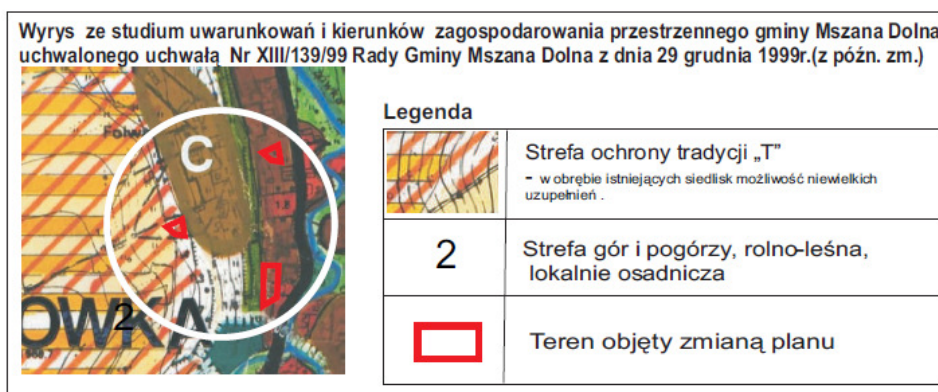 Wyrys ze studium uwarunkowań i kierunków zagospodarowania przestrzennego gminy Mszana Dolna
uchwalonego uchwałą Nr XIII/139/99 Rady Gminy Mszana Dolna z dnia 29 grudnia 1999r.(z późn. zm.)
Legenda
C
2
OWKA
Strefa ochrony tradycji „T”
- w obrębie istniejących siedlisk możliwość niewielkich
uzupełnień .
2
Strefa gór i pogórzy, rolno-leśna,
lokalnie osadnicza
Teren objęty zmianą planu